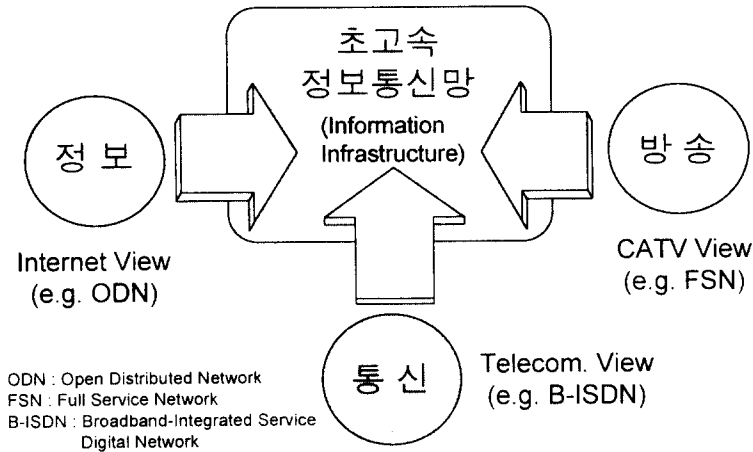 초고속
정보통신망
(Information
Infrastructure)
정 보
방 송
Internet View
(e.g. ODN)
CATV View
(e.g. FSN)
통 신
Telecom. View
(e.g. B-ISDN)
ODN : Open Distributed Network
FSN : Full Service Network
B-ISDN : Broadband-Integrated Service
Digital Network